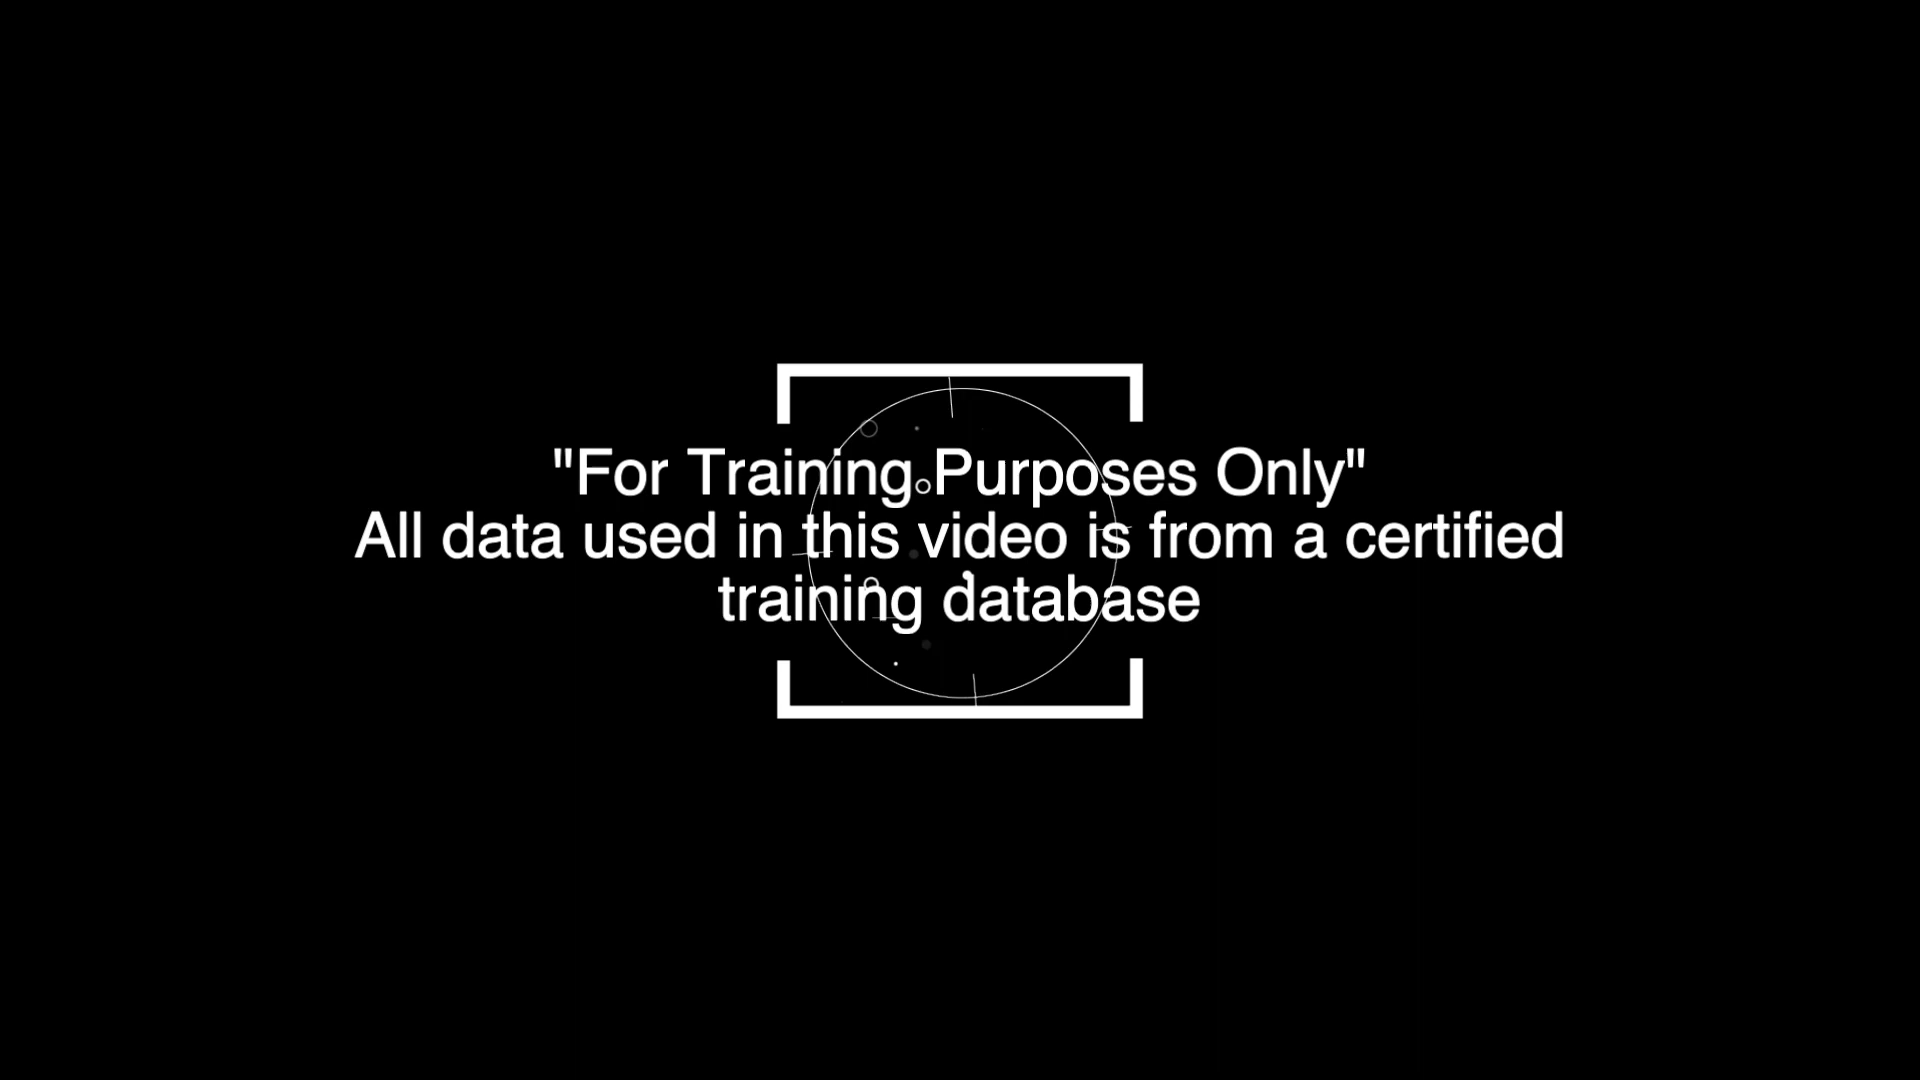 "For Training Purposes Only"
All data used in this video is from a certified
training database